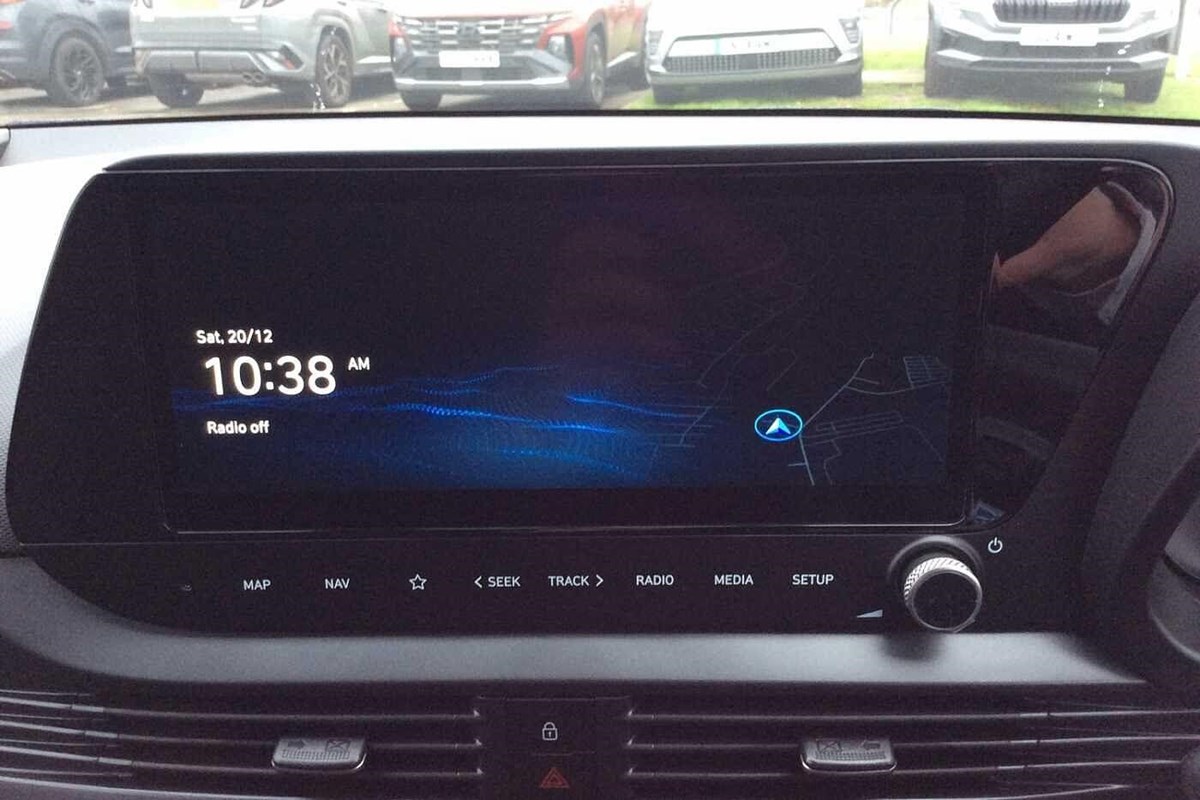 Sat, 20/12
10:38 AM
Radio off
MAP NAV < SEEK TRACK > RADIO MEDIA SETUP